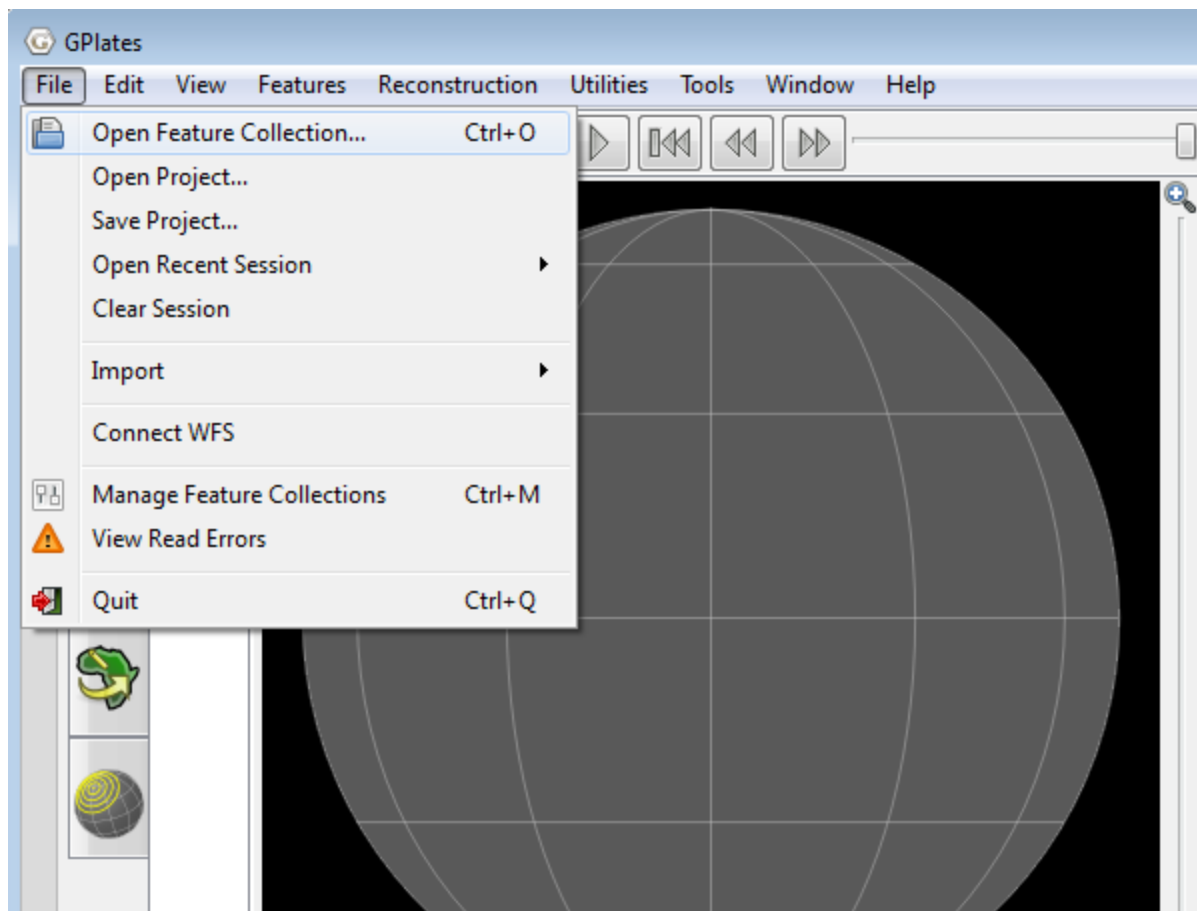 GPlates
File Edit View Features Reconstruction Utilities Tools Window Help
Open Feature Collection... Ctrl+O
Open Project...
Save Project...
Open Recent Session
Clear Session
Import
Connect WFS
Manage Feature Collections Ctrl+M
View Read Errors
Quit Ctrl+Q